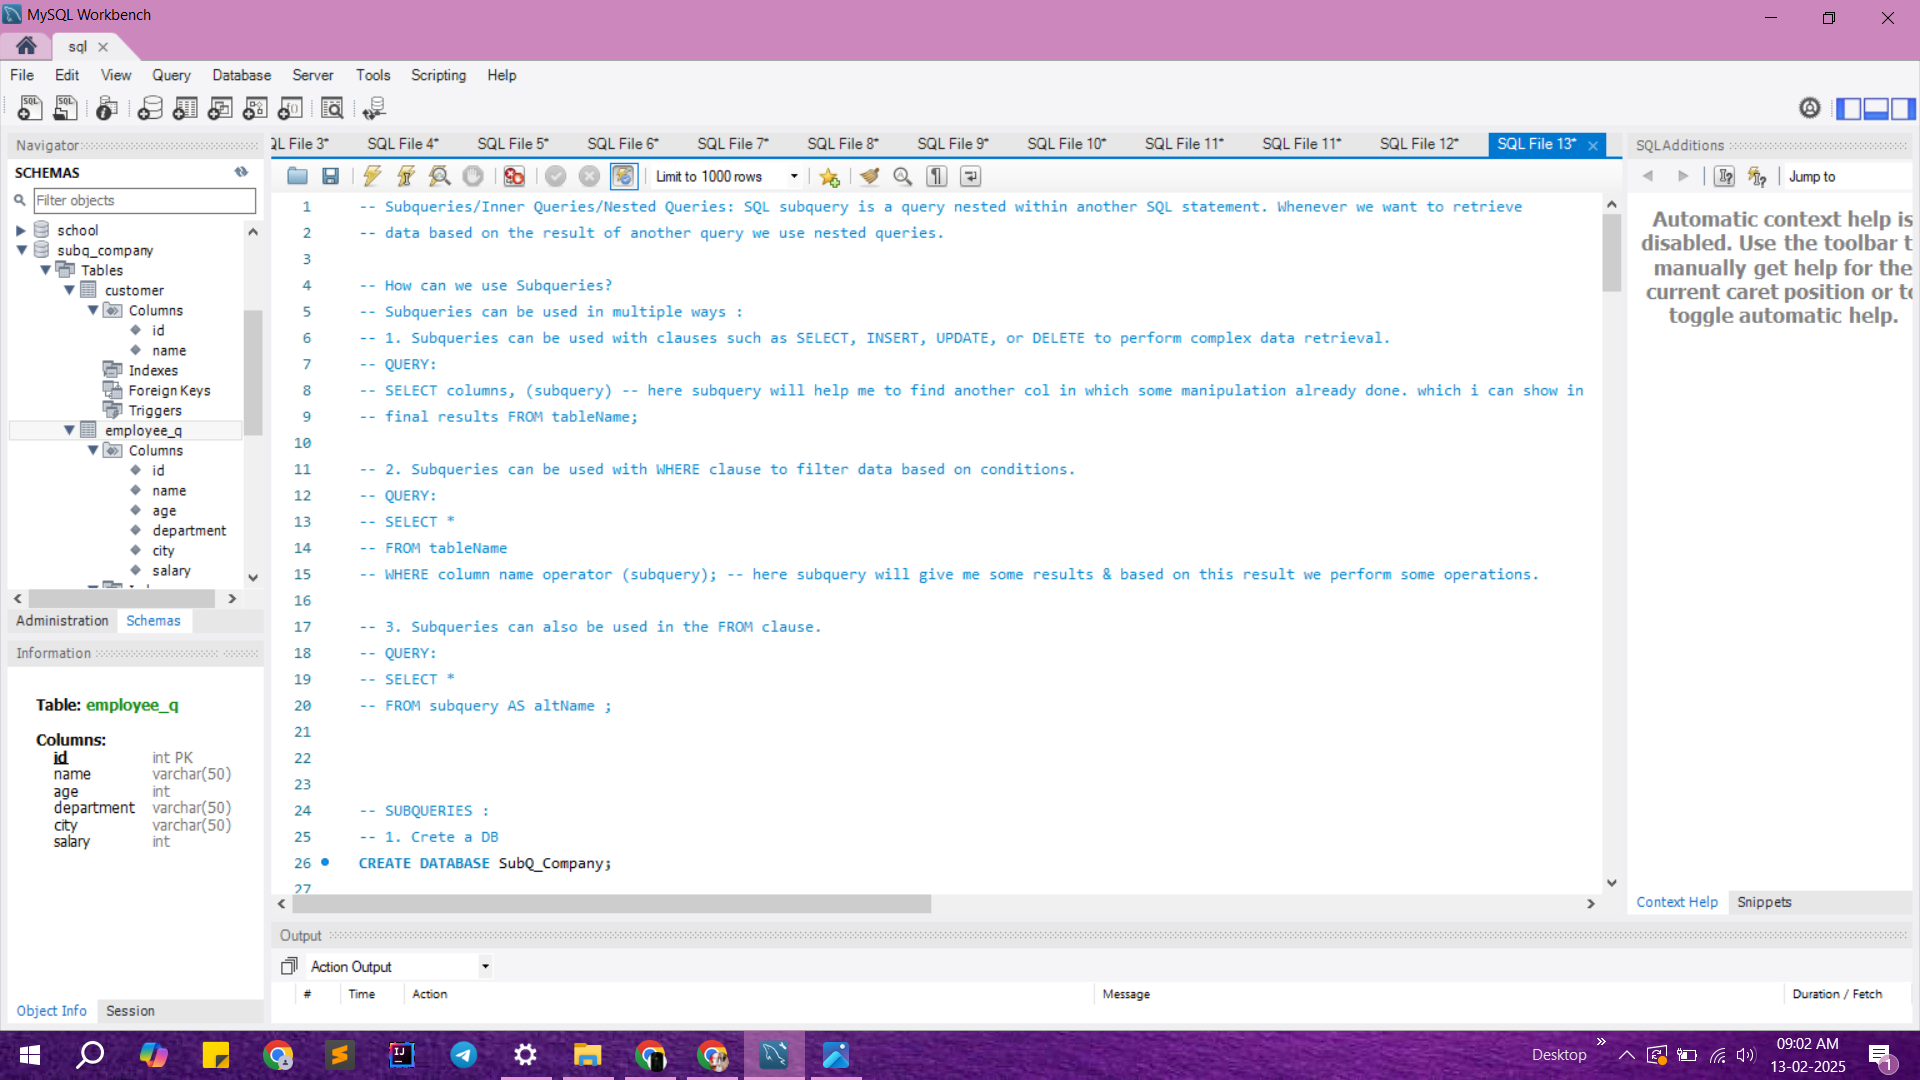 MySQL Workbench
sql
File Edit View Query Database Server Tools Scripting Help
Navigator
SCHEMAS
Filter objects
school
subq_company
Tables
customer
Columns
id
name
Indexes
Foreign Keys
Triggers
employee_q
Columns
id
name
age
department
city
salary
Administration Schemas
Information
Table: employee_q
Columns:
id int PK
name varchar(50)
age int
department varchar(50)
city varchar(50)
salary int
Object Info Session
QL File 3* SQL File 4* SQL File 5* SQL File 6* SQL File 7* SQL File 8* SQL File 9* SQL File 10* SQL File 11* SQL File 11* SQL File 12* SQL File 13*
Limit to 1000 rows
1 -- Subqueries/Inner Queries/Nested Queries: SQL subquery is a query nested within another SQL statement. Whenever we want to retrieve
2 -- data based on the result of another query we use nested queries.
3
4 -- How can we use Subqueries?
5 -- Subqueries can be used in multiple ways :
6 -- 1. Subqueries can be used with clauses such as SELECT, INSERT, UPDATE, or DELETE to perform complex data retrieval.
7 -- QUERY:
8 -- SELECT columns, (subquery) -- here subquery will help me to find another col in which some manipulation already done. which i can show in
9 -- final results FROM tableName;
10
11 -- 2. Subqueries can be used with WHERE clause to filter data based on conditions.
12 -- QUERY:
13 -- SELECT *
14 -- FROM tableName
15 -- WHERE column name operator (subquery); -- here subquery will give me some results & based on this result we perform some operations.
16
17 -- 3. Subqueries can also be used in the FROM clause.
18 -- QUERY:
19 -- SELECT *
20 -- FROM subquery AS altName ;
21
22
23
24 -- SUBQUERIES :
25 -- 1. Crete a DB
26 CREATE DATABASE SubQ_Company;
27
SQLAdditions
Jump to
Automatic context help is
disabled. Use the toolbar t
manually get help for the
current caret position or to
toggle automatic help.
Context Help Snippets
Output
Action Output
# Time Action Message Duration / Fetch
Desktop
09:02 AM
13-02-2025
1